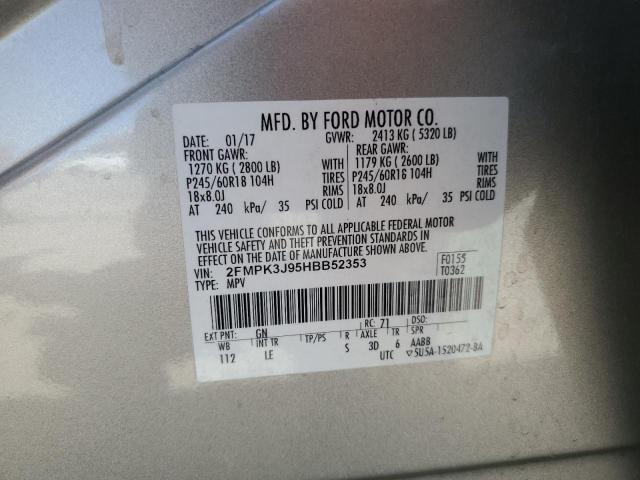 MFD. BY FORD MOTOR CO.
DATE: 01/17 GVWR: 2413 KG ( 5320 LB)
FRONT GAWR: REAR GAWR:
1270 KG ( 2800 LB) WITH 1179 KG ( 2600 LB) WITH
P245/60R18 104H TIRES P245/60R18 104H TIRES
18x8.0J RIMS 18x8.0J RIMS
AT 240 kPa/ 35 PSI COLD AT 240 kPa/ 35 PSI COLD
THIS VEHICLE CONFORMS TO ALL APPLICABLE FEDERAL MOTOR
VEHICLE SAFETY AND THEFT PREVENTION STANDARDS IN
EFFECT ON THE DATE OF MANUFACTURE SHOWN ABOVE.
VIN: 2FMPK3J95HBB52353 F0155
TYPE: MPV T0362
EXT PNT: GN RC: 71 DSO:
WB INT TR TP/PS R AXLE TR SPR
112 LE S 3D 6 AABB
UTC ▽5U5A-1520472-BA